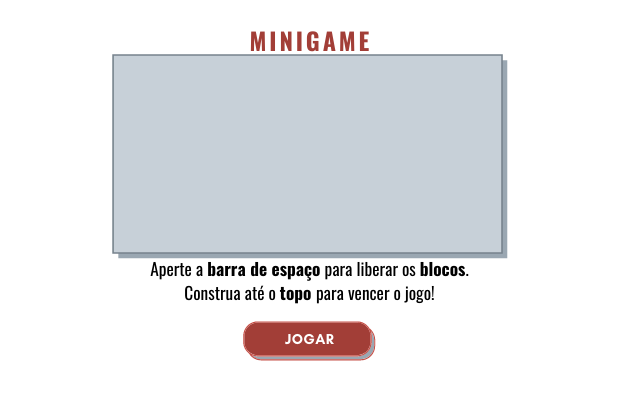 MINIGAME
Aperte a barra de espaço para liberar os blocos.
Construa até o topo para vencer o jogo!
JOGAR